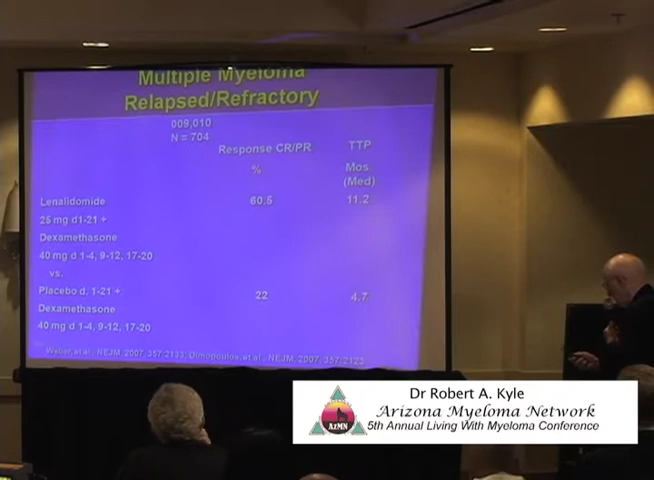 Multiple Myeloma
Relapsed/Refractory
009,010
N = 704
Response CR/PR TTP
% Mos.
(Med)
Lenalidomide 60.5 11.2
25 mg d1-21 +
Dexamethasone
40 mg d 1-4, 9-12, 17-20
vs.
Placebo d. 1-21 + 22 4.7
Dexamethasone
40 mg d 1-4, 9-12, 17-20
Weber, et al., NEJM, 2007, 357:2133; Dimopoulos, et al., NEJM, 2007, 357:2123
Dr Robert A. Kyle
Arizona Myeloma Network
5th Annual Living With Myeloma Conference
AzMN